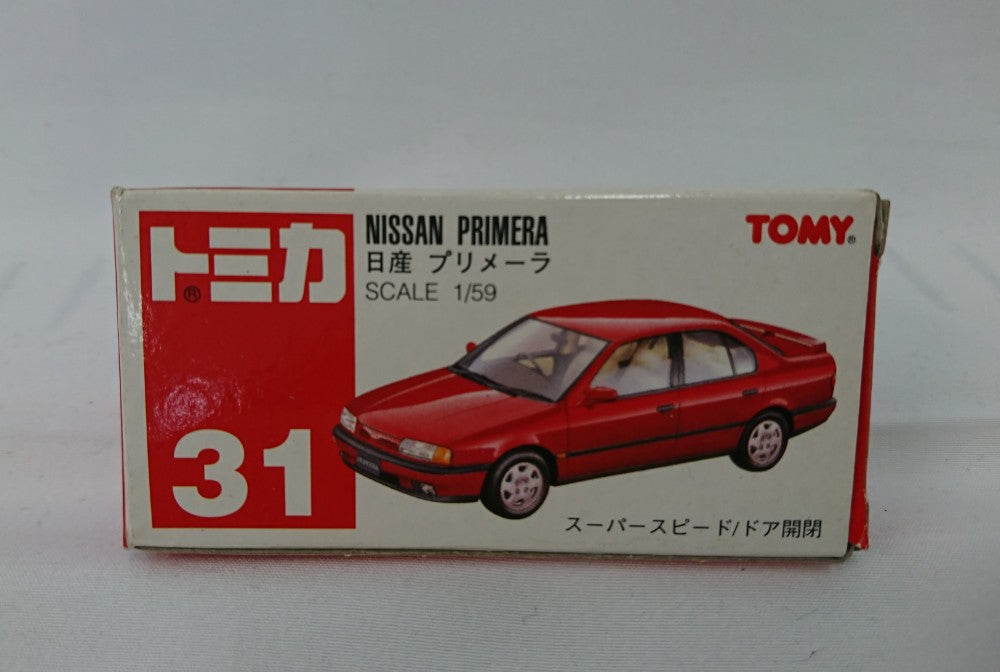 トミカ®
31
NISSAN PRIMERA
日産 プリメーラ
SCALE 1/59
TOMY®
スーパースピード/ドア開閉